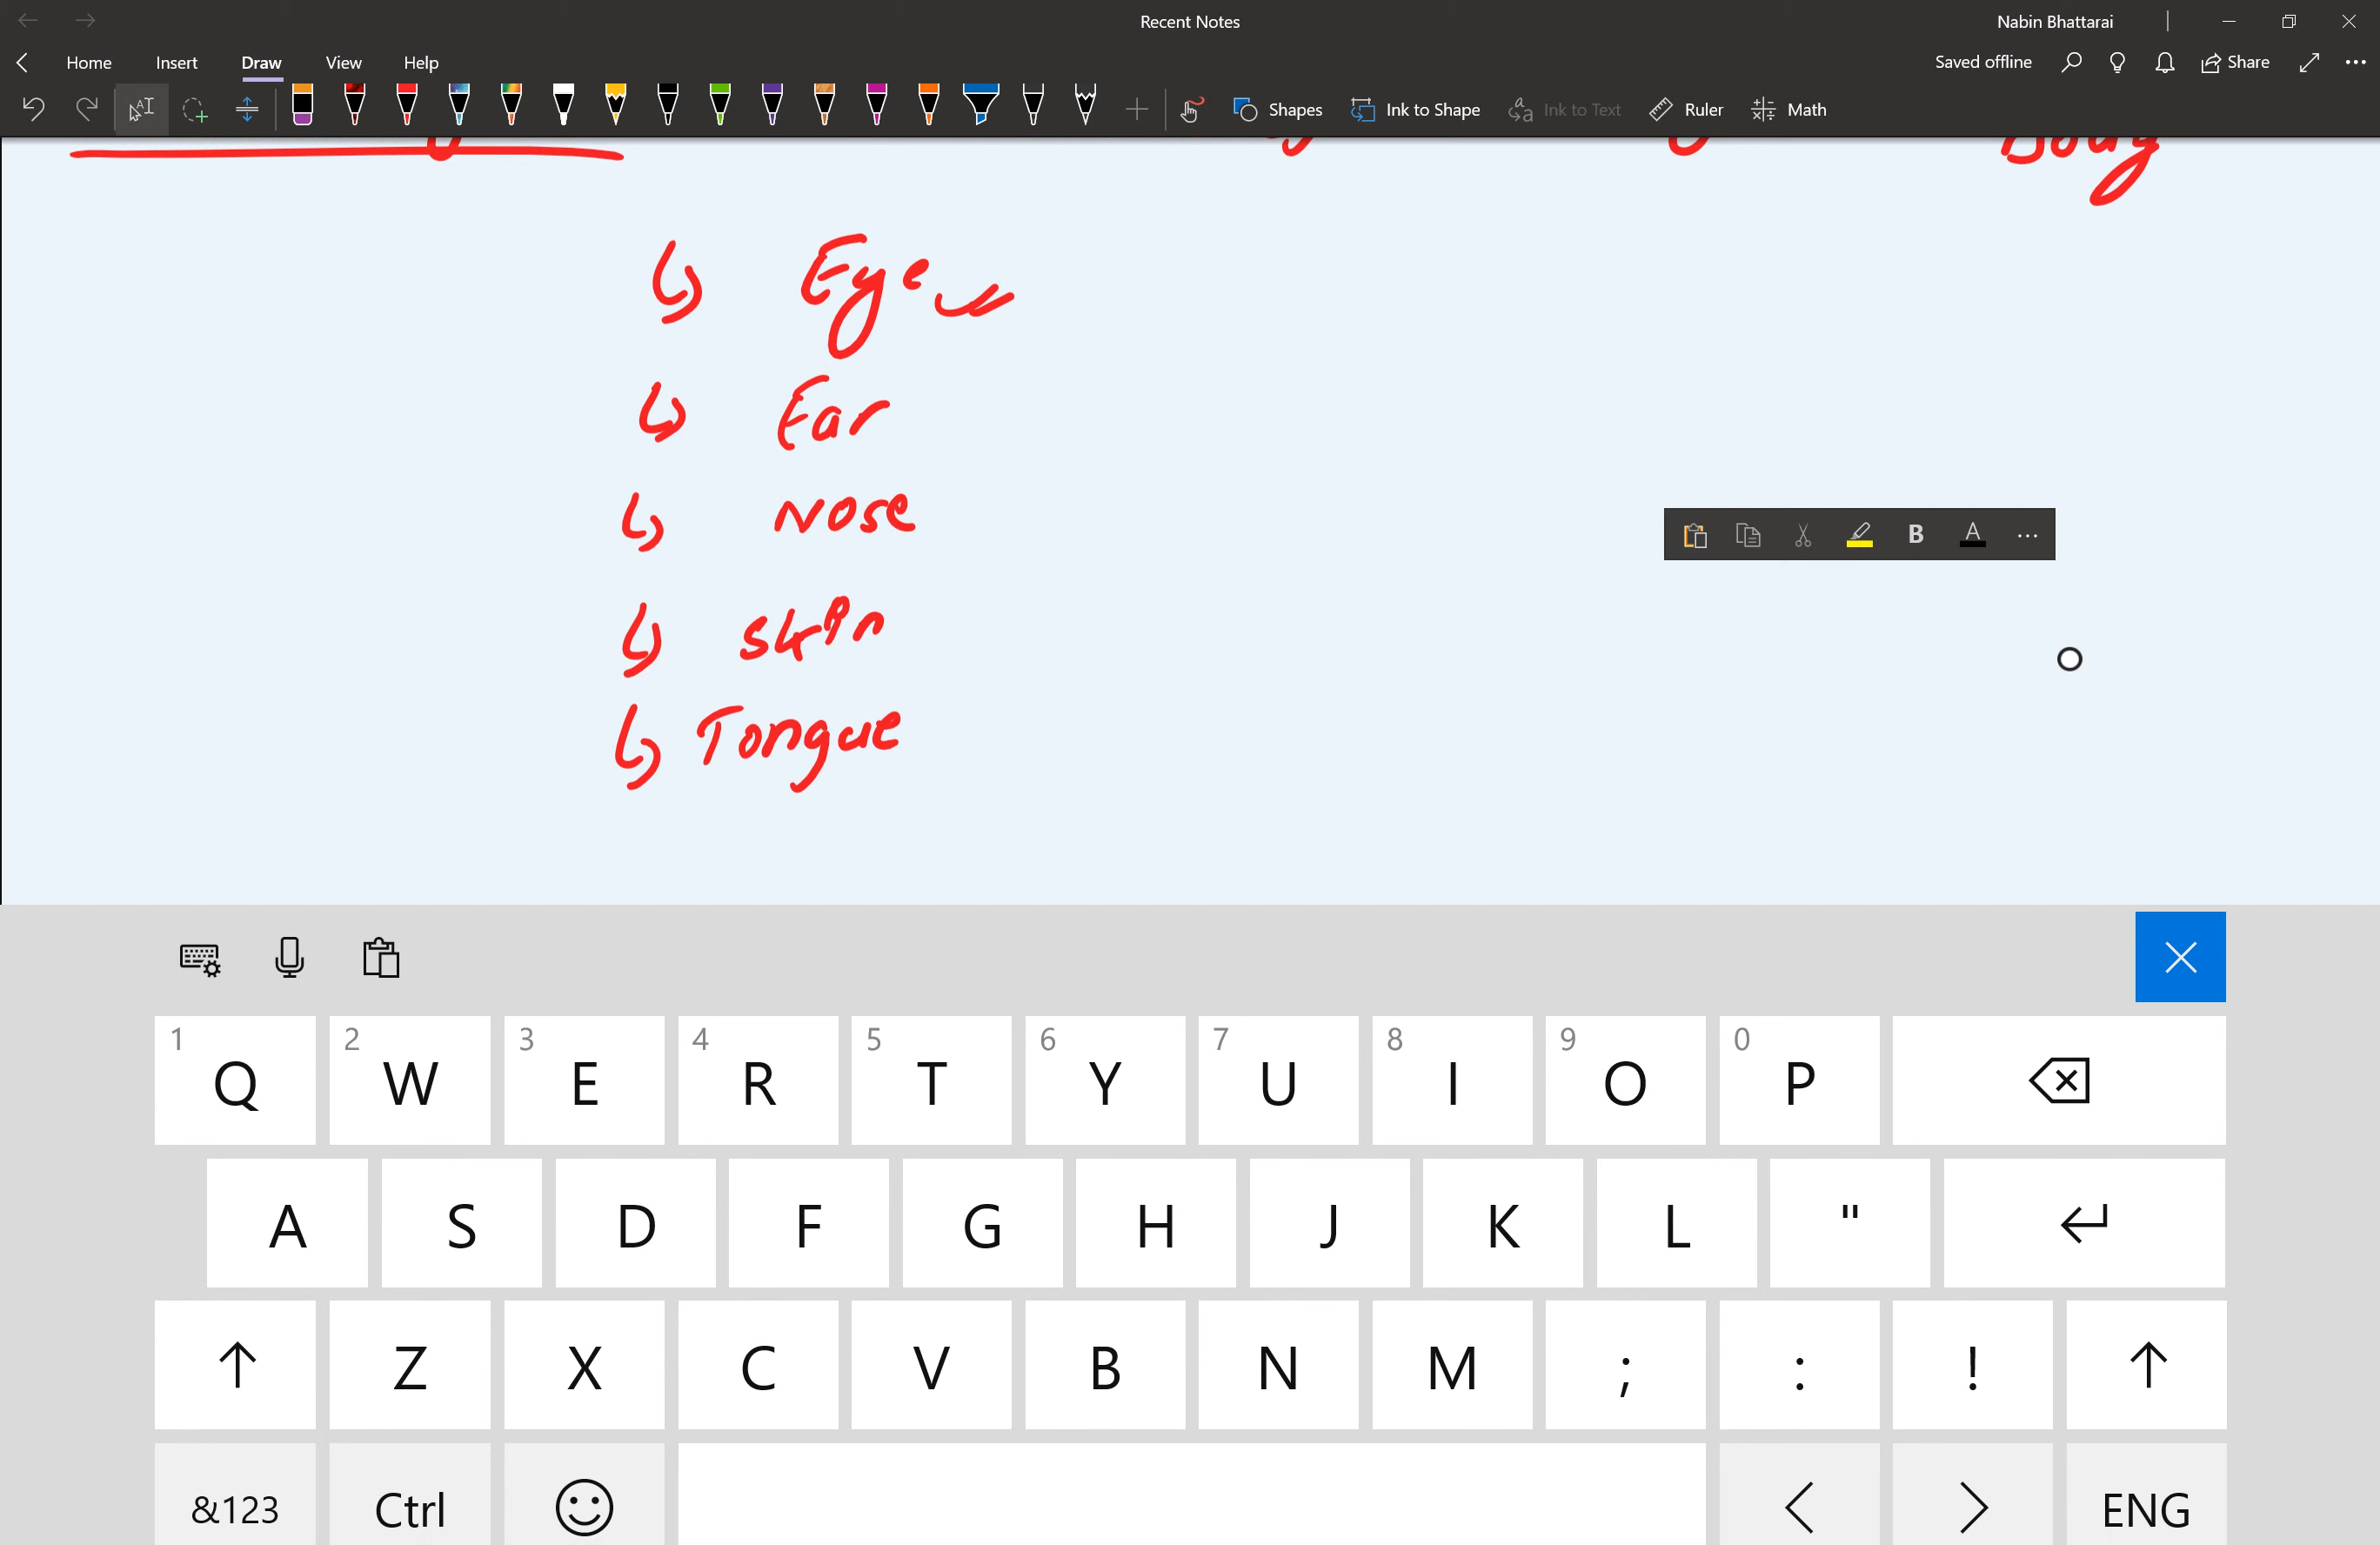 Recent Notes Nabin Bhattarai
Home Insert Draw View Help Saved offline Share
Shapes Ink to Shape Ink to Text Ruler Math
Body
↳ Eye
↳ Ear
↳ Nose
B A
↳ Skin
↳ Tongue
1 2 3 4 5 6 7 8 9 0
Q W E R T Y U I O P
A S D F G H J K L "
Z X C V B N M ; : !
&123 Ctrl ENG